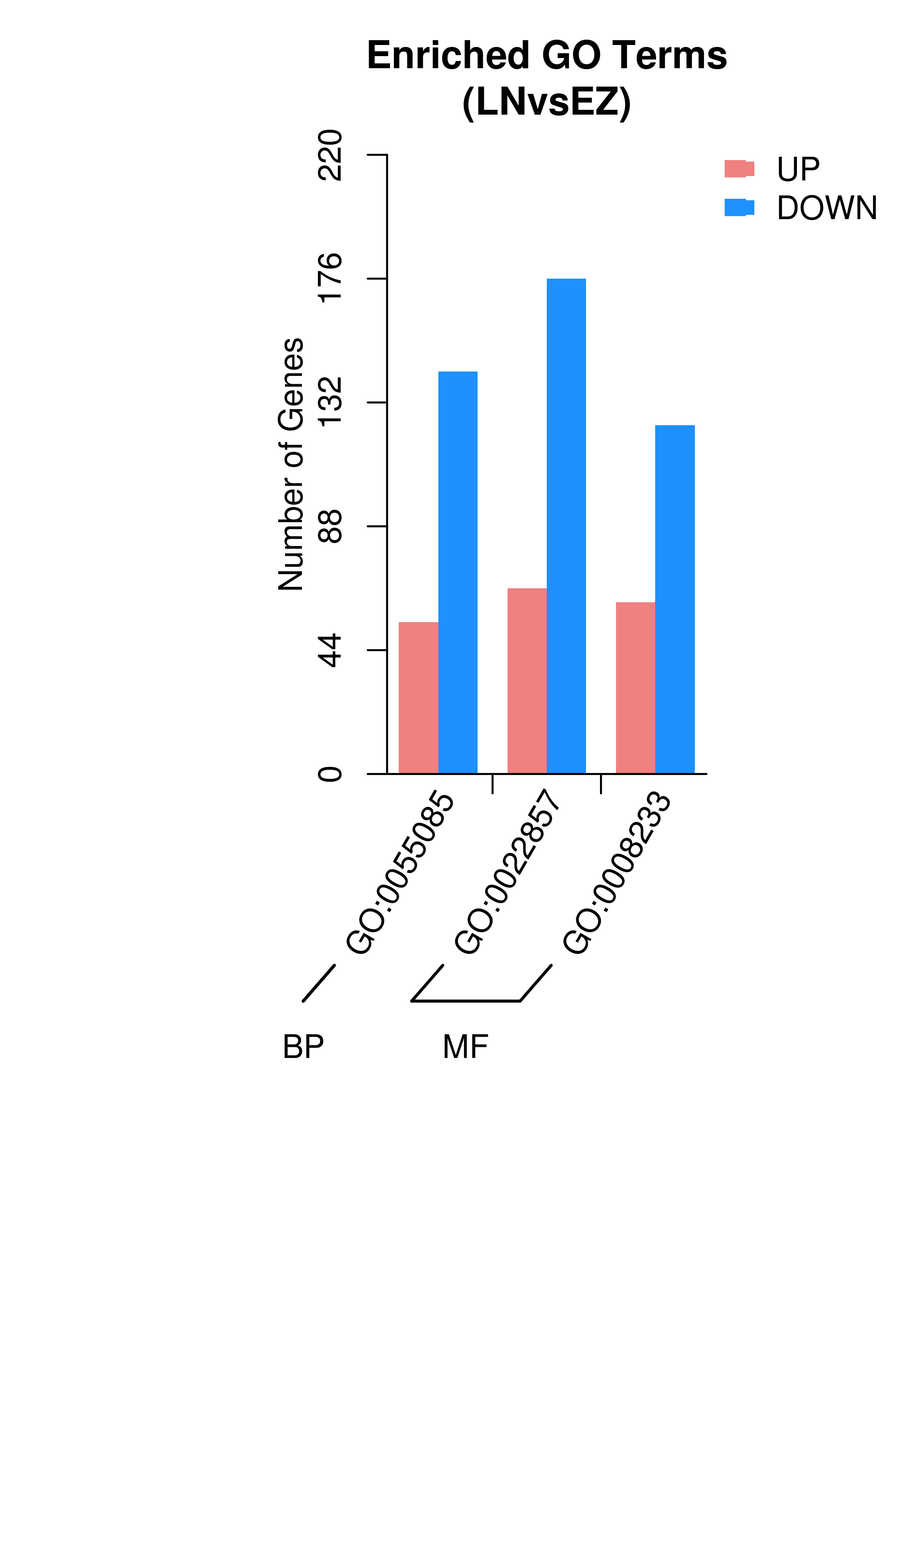 Enriched GO Terms
(LNvsEZ)
UP
DOWN
Number of Genes
220
176
132
88
44
0
GO:0055085
GO:0022857
GO:0008233
BP
MF